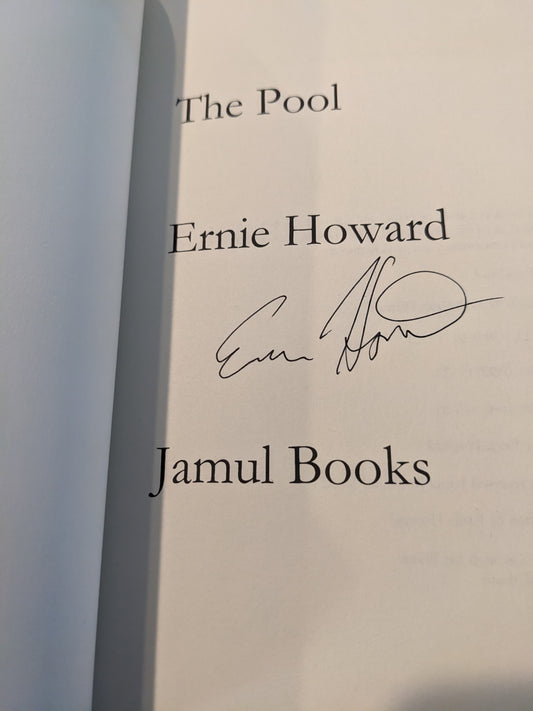 The Pool
Ernie Howard
Jamul Books